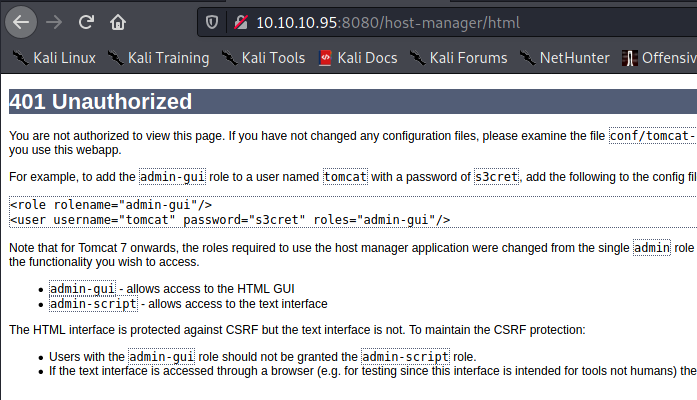 10.10.10.95:8080/host-manager/html
Kali Linux Kali Training Kali Tools Kali Docs Kali Forums NetHunter Offensiv
401 Unauthorized
You are not authorized to view this page. If you have not changed any configuration files, please examine the file conf/tomcat-
you use this webapp.
For example, to add the admin-gui role to a user named tomcat with a password of s3cret, add the following to the config fil
<role rolename="admin-gui"/>
<user username="tomcat" password="s3cret" roles="admin-gui"/>
Note that for Tomcat 7 onwards, the roles required to use the host manager application were changed from the single admin role
the functionality you wish to access.
admin-gui - allows access to the HTML GUI
admin-script - allows access to the text interface
The HTML interface is protected against CSRF but the text interface is not. To maintain the CSRF protection:
Users with the admin-gui role should not be granted the admin-script role.
If the text interface is accessed through a browser (e.g. for testing since this interface is intended for tools not humans) the